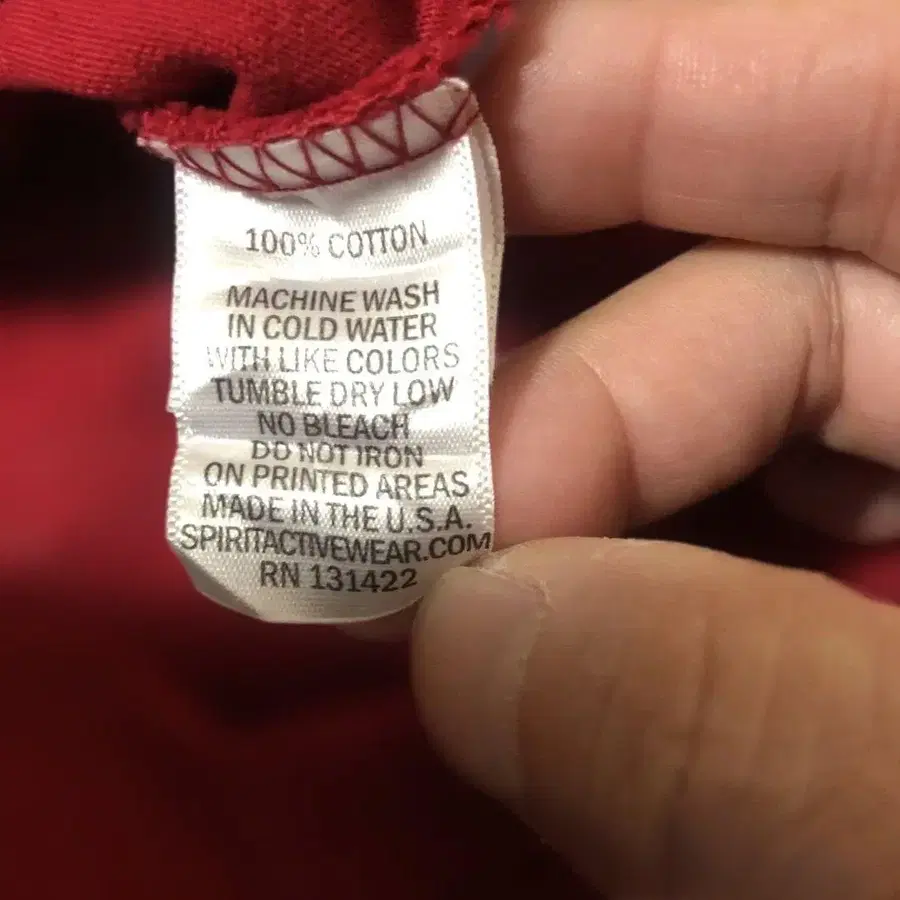 100% COTTON
MACHINE WASH
IN COLD WATER
WITH LIKE COLORS
TUMBLE DRY LOW
NO BLEACH
DO NOT IRON
ON PRINTED AREAS
MADE IN THE U.S.A.
SPIRITACTIVEWEAR.COM
RN 131422